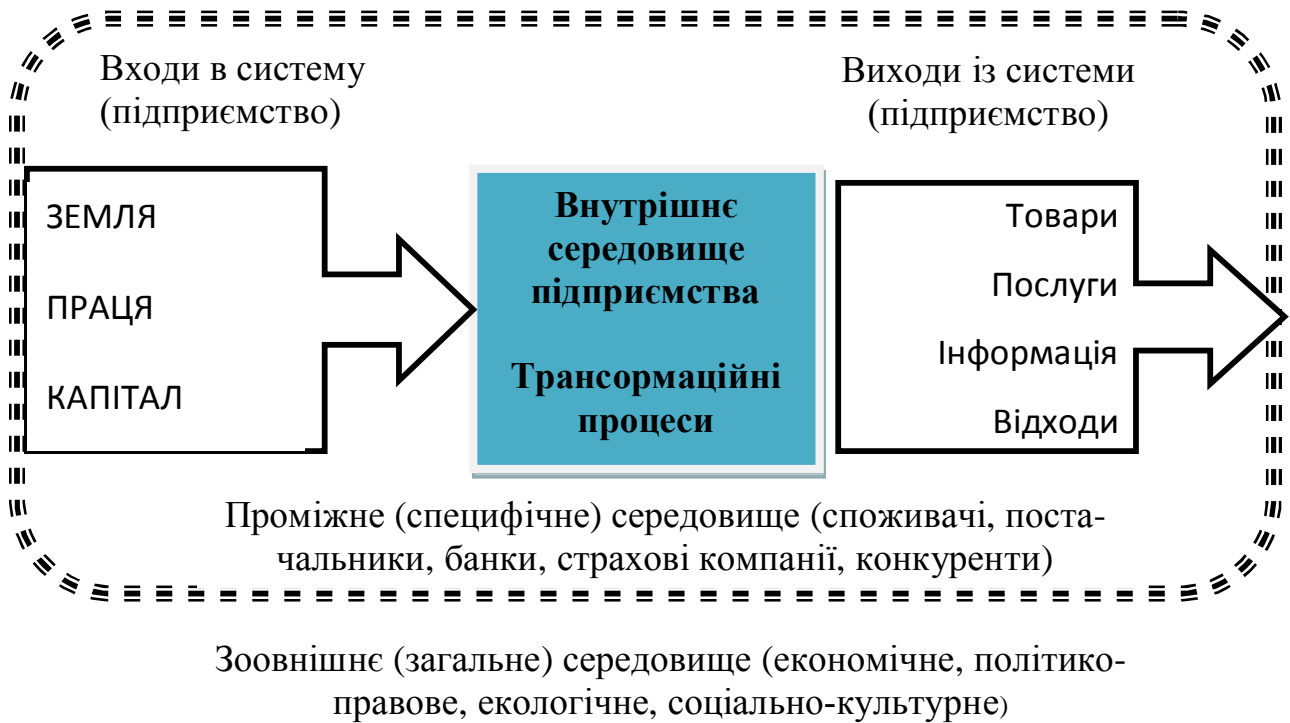 Входи в систему
(підприємство)
Виходи із системи
(підприємство)
ЗЕМЛЯ
ПРАЦЯ
КАПІТАЛ
Внутрішнє
середовище
підприємства
Трансормаційні
процеси
Товари
Послуги
Інформація
Відходи
Проміжне (специфічне) середовище (споживачі, поста-
чальники, банки, страхові компанії, конкуренти)
Зоовнішнє (загальне) середовище (економічне, політико-
правове, екологічне, соціально-культурне)